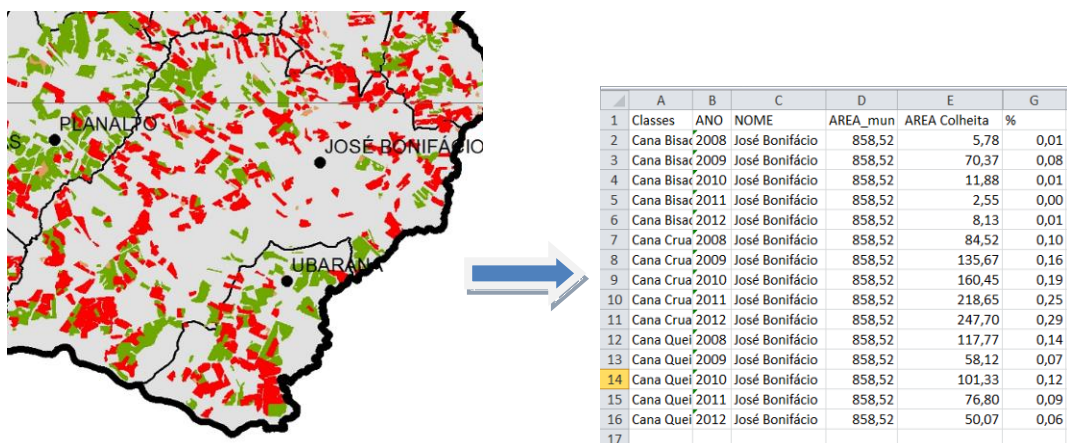 PLANALTO
S
JOSÉ BONIFÁCIO
UBARANA
A B C D E G
1 Classes ANO NOME AREA_mun AREA Colheita %
2 Cana Bisac 2008 José Bonifácio 858,52 5,78 0,01
3 Cana Bisac 2009 José Bonifácio 858,52 70,37 0,08
4 Cana Bisac 2010 José Bonifácio 858,52 11,88 0,01
5 Cana Bisac 2011 José Bonifácio 858,52 2,55 0,00
6 Cana Bisac 2012 José Bonifácio 858,52 8,13 0,01
7 Cana Crua 2008 José Bonifácio 858,52 84,52 0,10
8 Cana Crua 2009 José Bonifácio 858,52 135,67 0,16
9 Cana Crua 2010 José Bonifácio 858,52 160,45 0,19
10 Cana Crua 2011 José Bonifácio 858,52 218,65 0,25
11 Cana Crua 2012 José Bonifácio 858,52 247,70 0,29
12 Cana Quei 2008 José Bonifácio 858,52 117,77 0,14
13 Cana Quei 2009 José Bonifácio 858,52 58,12 0,07
14 Cana Quei 2010 José Bonifácio 858,52 101,33 0,12
15 Cana Quei 2011 José Bonifácio 858,52 76,80 0,09
16 Cana Quei 2012 José Bonifácio 858,52 50,07 0,06
17